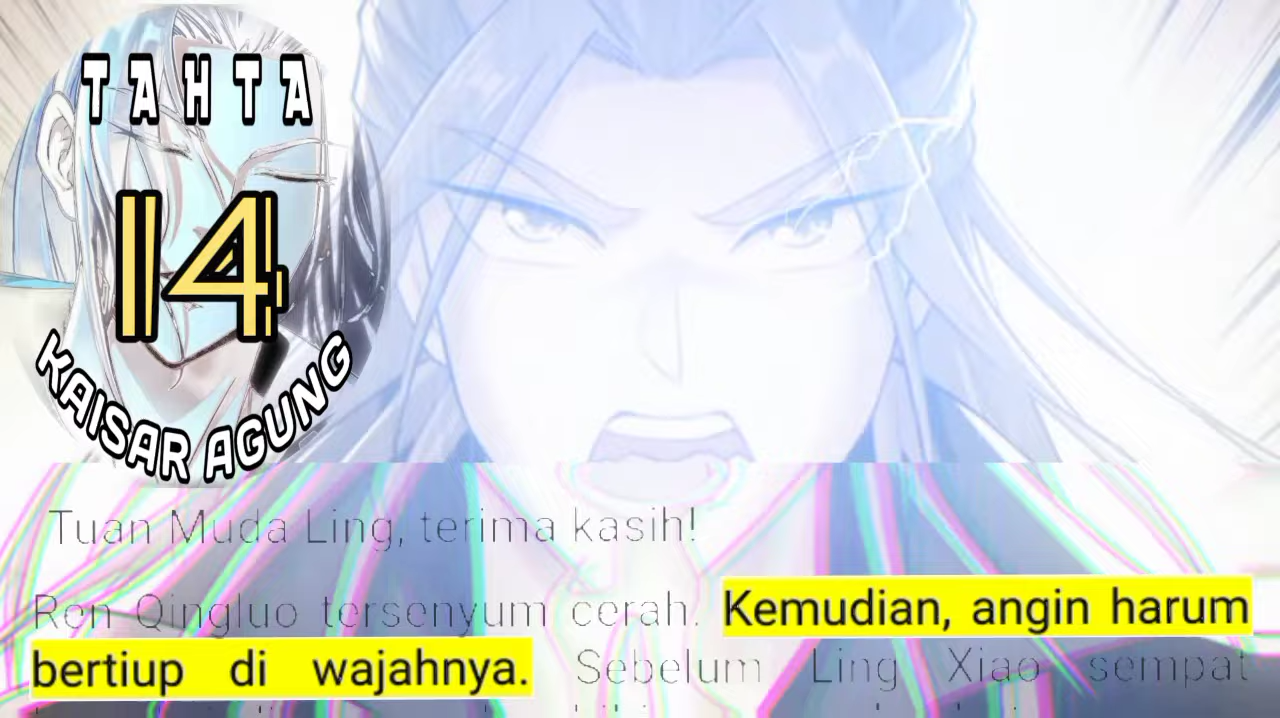 TAHTA
14
KAISAR AGUNG
Tuan Muda Ling, terima kasih!
Ren Qingluo tersenyum cerah. Kemudian, angin harum
bertiup di wajahnya. Sebelum Ling Xiao sempat